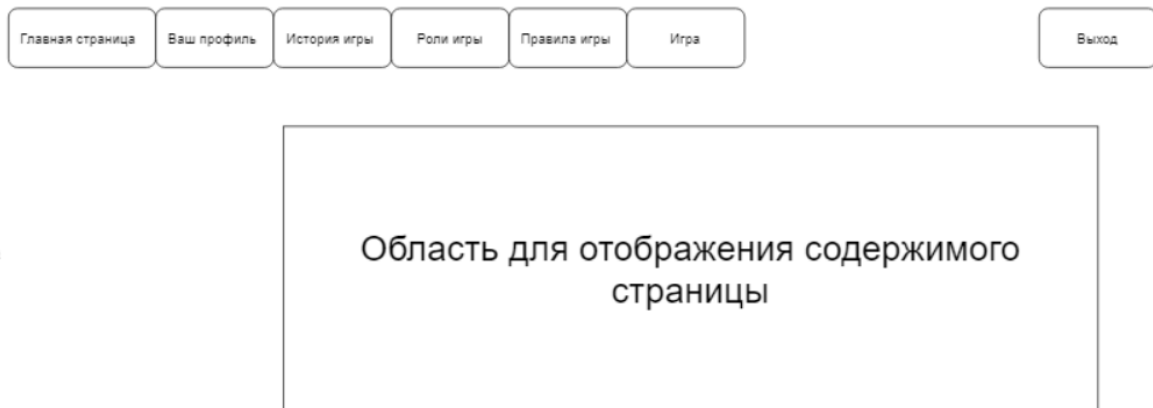 Главная страница
Ваш профиль
История игры
Роли игры
Правила игры
Игра
Выход
Область для отображения содержимого
страницы